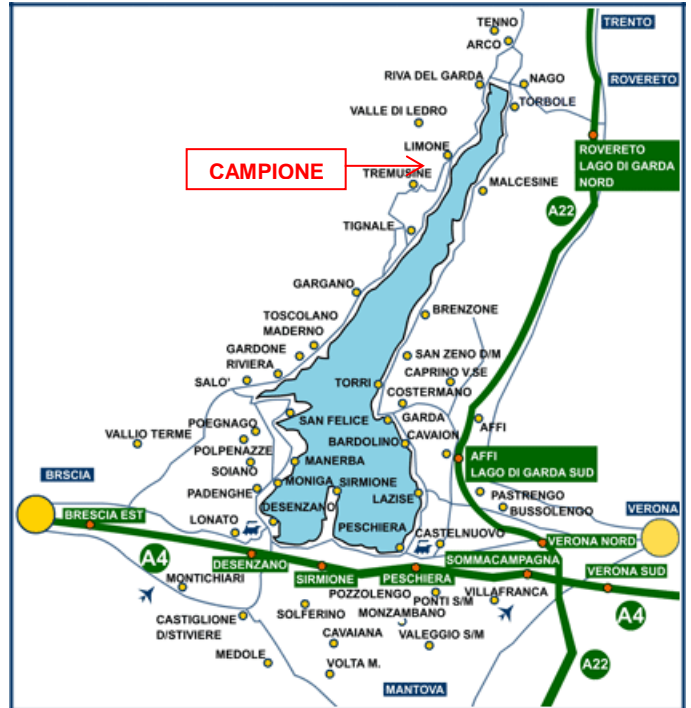 TENNO
TRENTO
ARCO
RIVA DEL GARDA
NAGO
ROVERETO
VALLE DI LEDRO
TORBOLE
LIMONE
ROVERETO
LAGO DI GARDA
NORD
CAMPIONE
TREMUSINE
MALCESINE
A22
TIGNALE
GARGANO
BRENZONE
TOSCOLANO
MADERNO
GARDONE
RIVIERA
SAN ZENO D/M
CAPRINO V.SE
SALO'
TORRI
COSTERMANO
SAN FELICE
GARDA
AFFI
POEGNAGO
VALLIO TERME
BARDOLINO
CAVAION
POLPENAZZE
AFFI
LAGO DI GARDA SUD
SOIANO
MANERBA
BRSCIA
PADENGHE
MONIGA
SIRMIONE
LAZISE
PASTRENGO
BUSSOLENGO
VERONA
BRESCIA EST
DESENZANO
LONATO
PESCHIERA
CASTELNUOVO
VERONA NORD
A4
DESENZANO
SIRMIONE
PESCHIERA
SOMMACAMPAGNA
VERONA SUD
MONTICHIARI
POZZOLENGO
PONTI S/M
VILLAFRANCA
A4
SOLFERINO
MONZAMBANO
CASTIGLIONE
D/STIVIERE
CAVAIANA
VALEGGIO S/M
MEDOLE
VOLTA M.
A22
MANTOVA